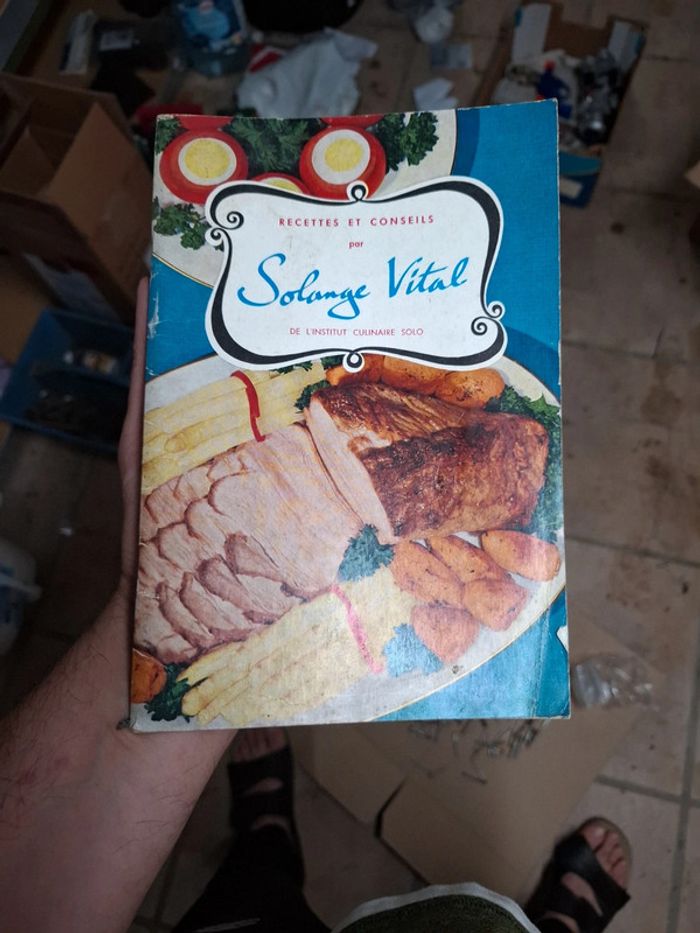 RECETTES ET CONSEILS
par
Solange Vital
DE L'INSTITUT CULINAIRE SOLO